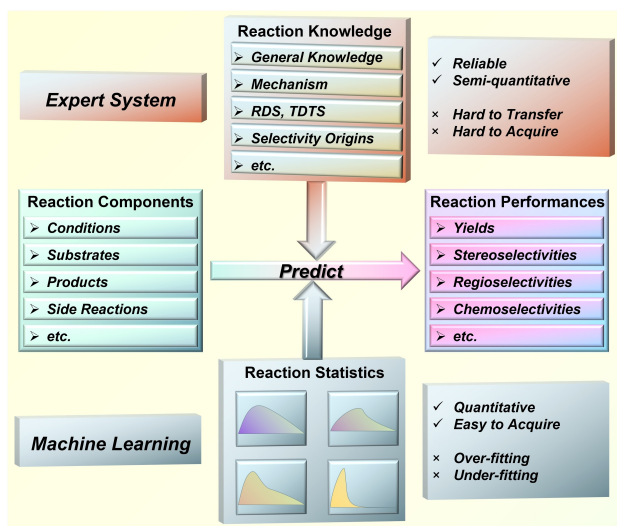 Reaction Knowledge
➢ General Knowledge
➢ Mechanism
➢ RDS, TDTS
➢ Selectivity Origins
➢ etc.
Expert System
✓ Reliable
✓ Semi-quantitative
× Hard to Transfer
× Hard to Acquire
Reaction Components
➢ Conditions
➢ Substrates
➢ Products
➢ Side Reactions
➢ etc.
Predict
Reaction Performances
➢ Yields
➢ Stereoselectivities
➢ Regioselectivities
➢ Chemoselectivities
➢ etc.
Reaction Statistics
Machine Learning
✓ Quantitative
✓ Easy to Acquire
× Over-fitting
× Under-fitting